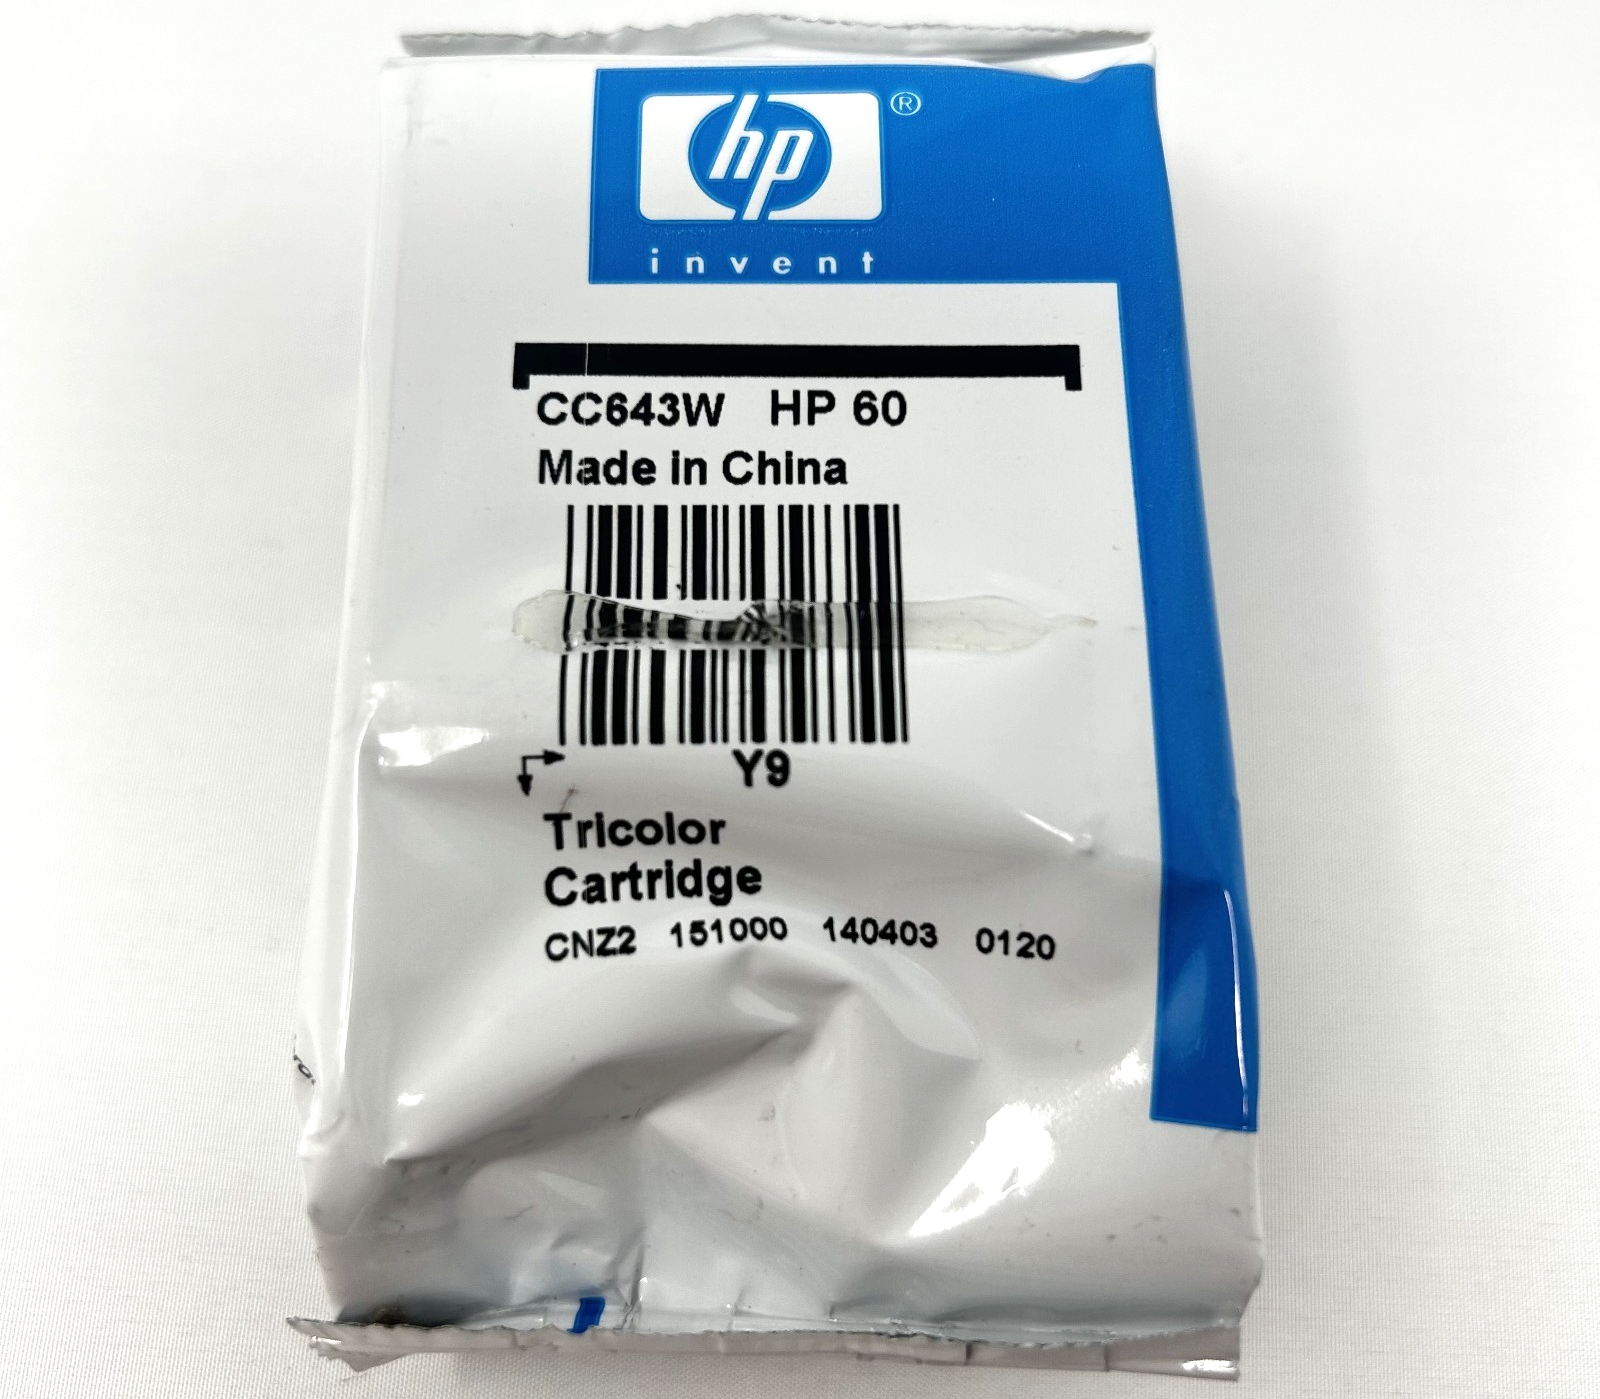 hp ®
invent
CC643W HP 60
Made in China
Y9
Tricolor
Cartridge
CNZ2 151000 140403 0120